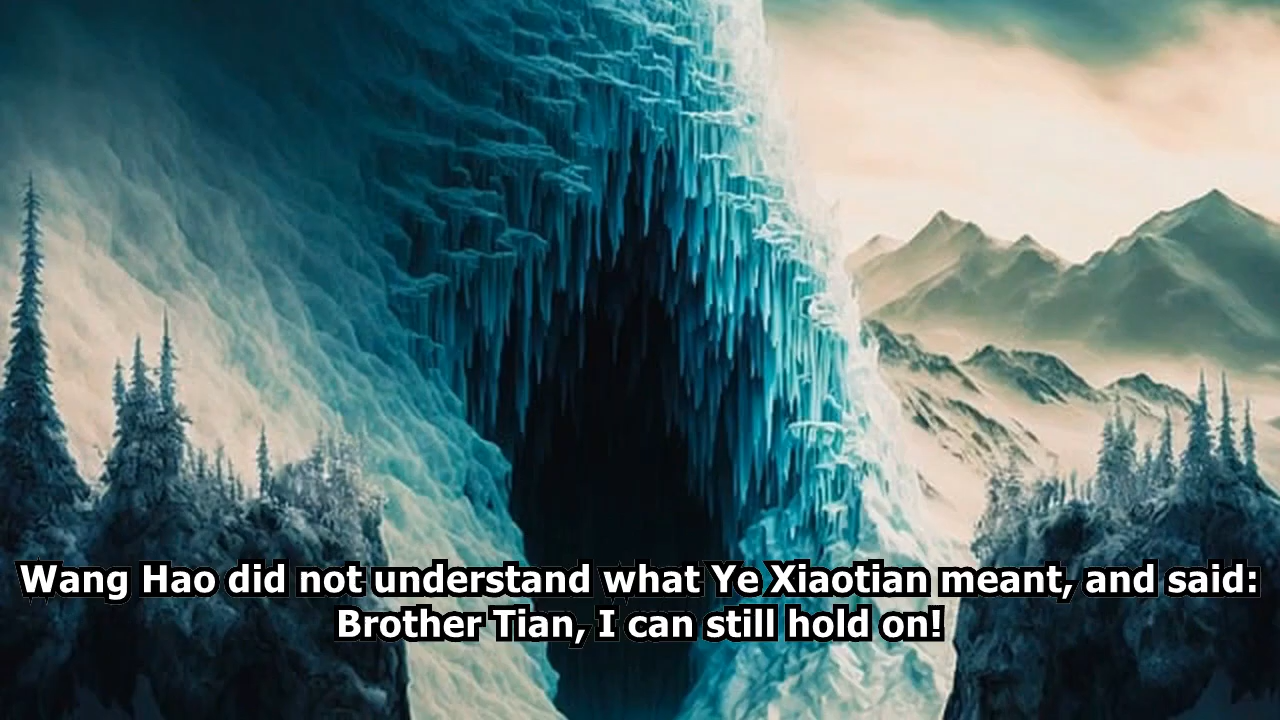 Wang Hao did not understand what Ye Xiaotian meant, and said:
Brother Tian, I can still hold on!